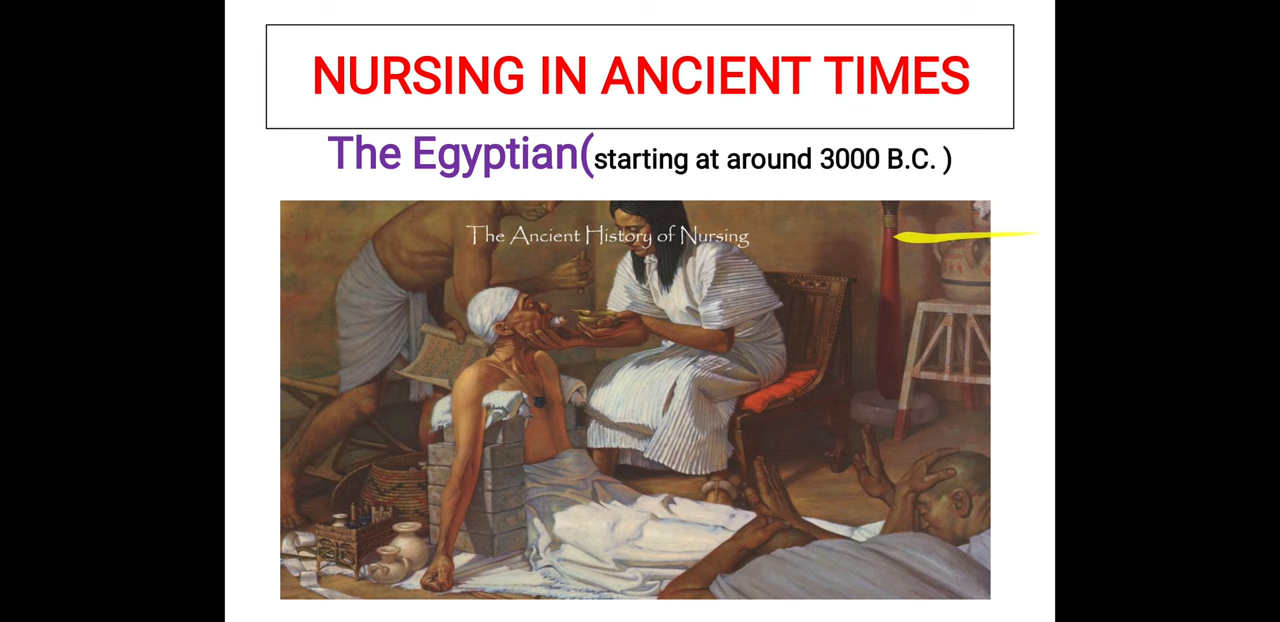 NURSING IN ANCIENT TIMES
The Egyptian(starting at around 3000 B.C. )
The Ancient History of Nursing